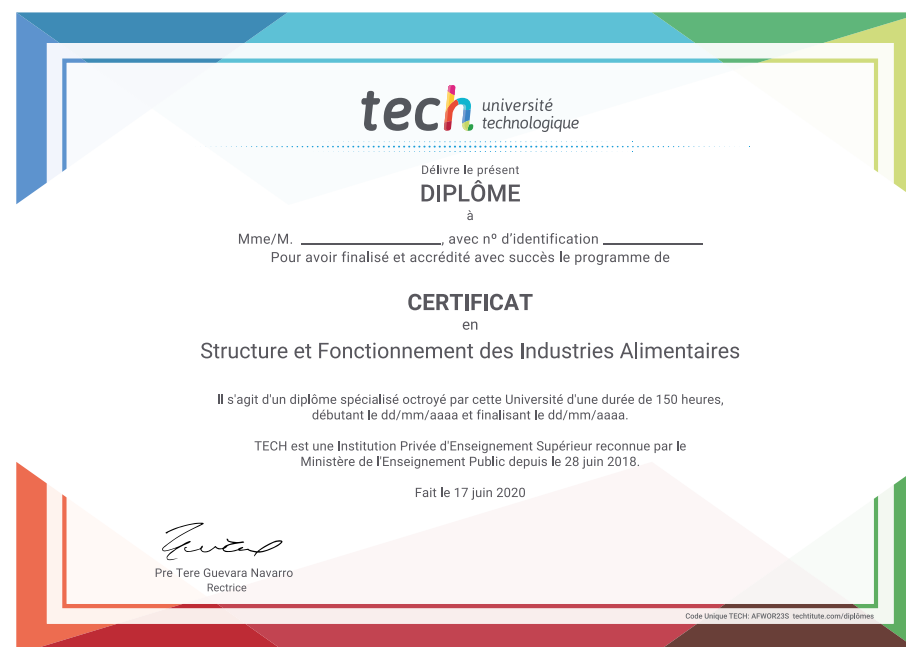 tech université
technologique
Délivre le présent
DIPLÔME
à
Mme/M. ____________________, avec nº d'identification ______________
Pour avoir finalisé et accrédité avec succès le programme de
CERTIFICAT
en
Structure et Fonctionnement des Industries Alimentaires
Il s'agit d'un diplôme spécialisé octroyé par cette Université d'une durée de 150 heures,
débutant le dd/mm/aaaa et finalisant le dd/mm/aaaa.
TECH est une Institution Privée d'Enseignement Supérieur reconnue par le
Ministère de l'Enseignement Public depuis le 28 juin 2018.
Fait le 17 juin 2020
Pre Tere Guevara Navarro
Rectrice
Code Unique TECH: AFWOR23S techtitute.com/diplômes